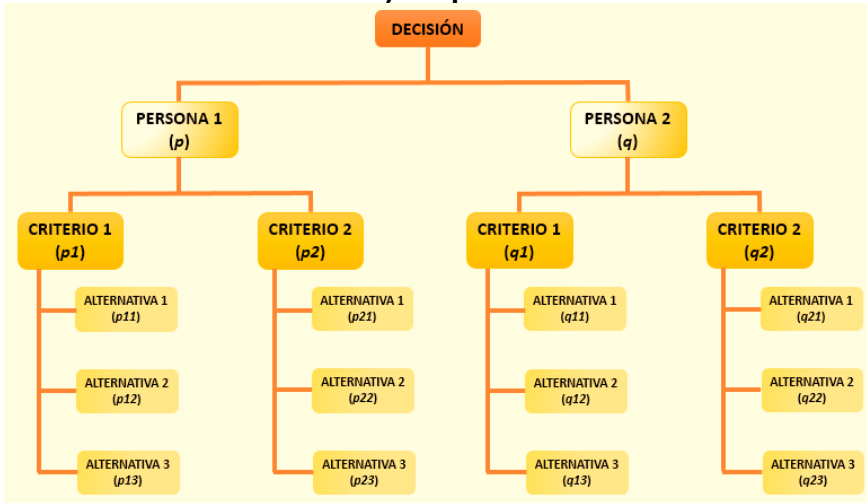 DECISIÓN
PERSONA 1
(p)
PERSONA 2
(q)
CRITERIO 1
(p1)
CRITERIO 2
(p2)
CRITERIO 1
(q1)
CRITERIO 2
(q2)
ALTERNATIVA 1
(p11)
ALTERNATIVA 1
(p21)
ALTERNATIVA 1
(q11)
ALTERNATIVA 1
(q21)
ALTERNATIVA 2
(p12)
ALTERNATIVA 2
(p22)
ALTERNATIVA 2
(q12)
ALTERNATIVA 2
(q22)
ALTERNATIVA 3
(p13)
ALTERNATIVA 3
(p23)
ALTERNATIVA 3
(q13)
ALTERNATIVA 3
(q23)